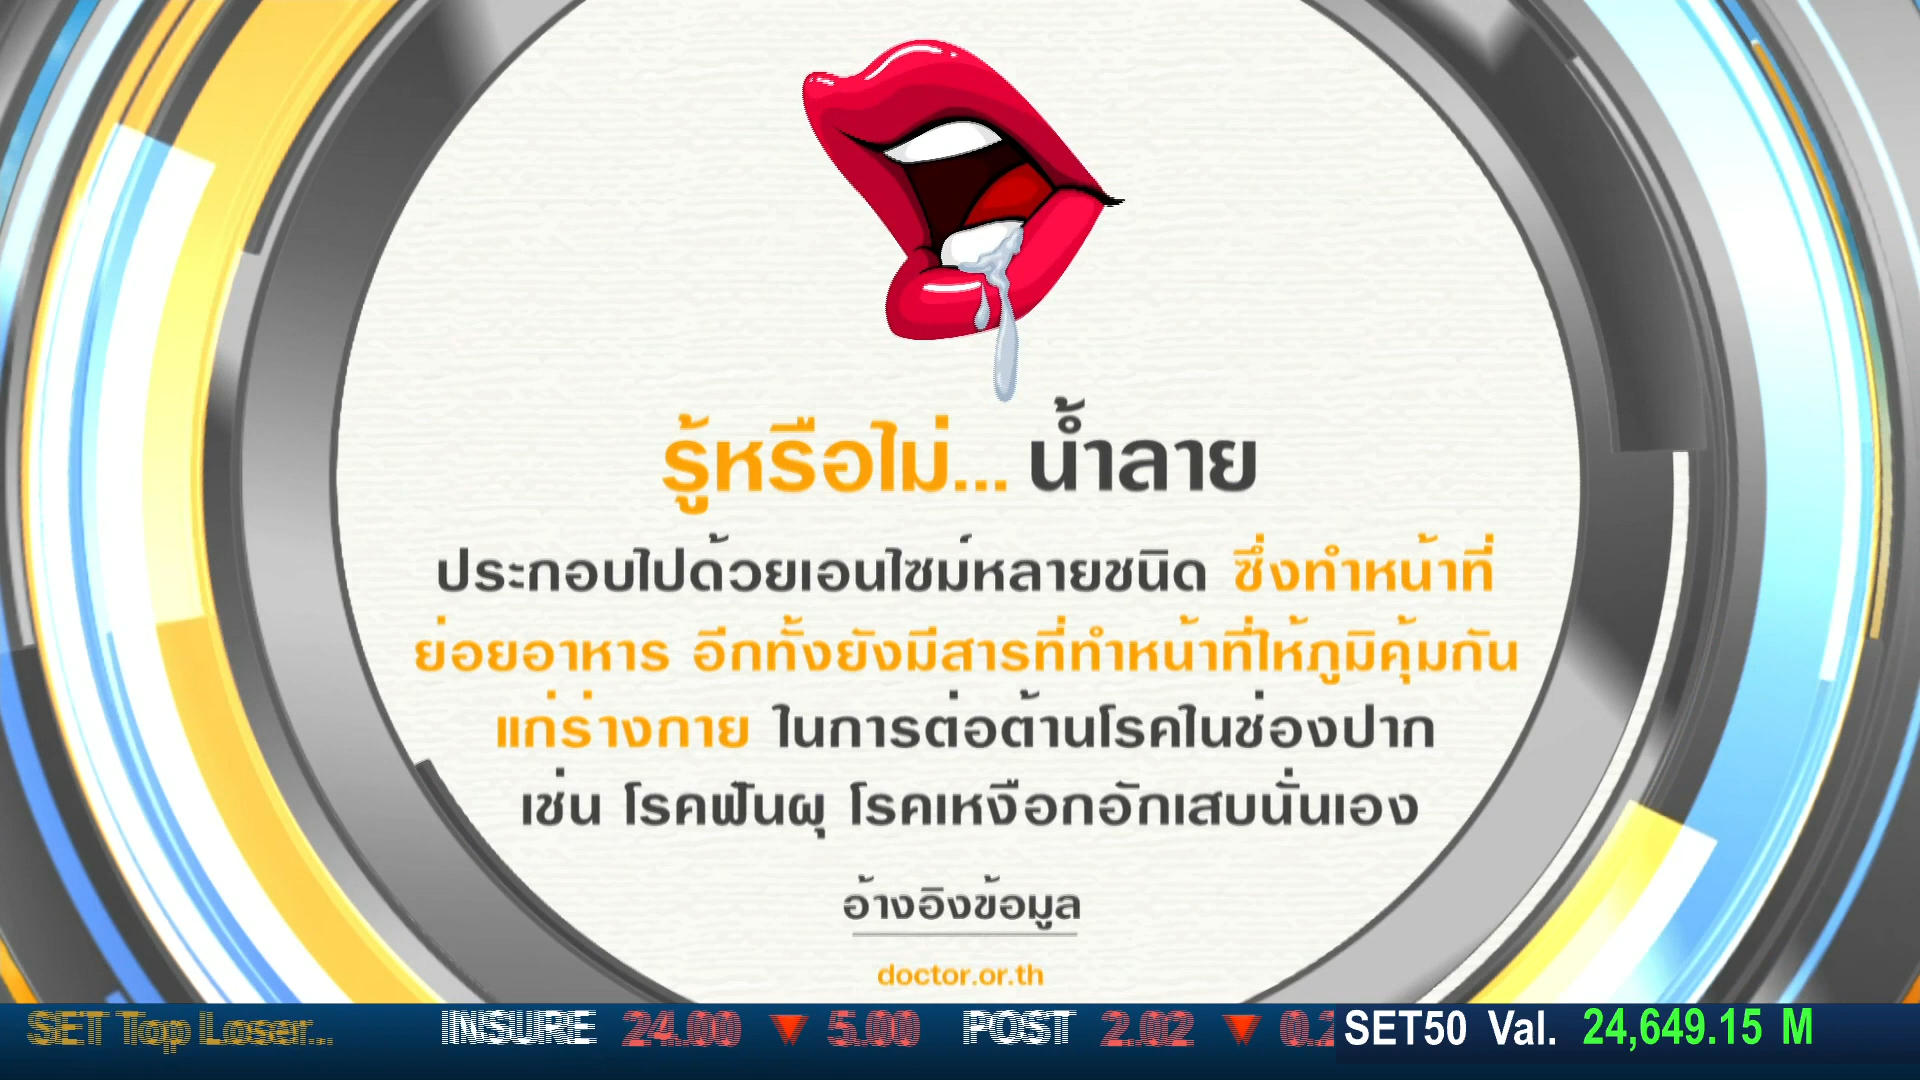 รู้หรือไม่... น้ำลาย
ประกอบไปด้วยเอนไซม์หลายชนิด ซึ่งทำหน้าที่
ย่อยอาหาร อีกทั้งยังมีสารที่ทำหน้าที่ให้ภูมิคุ้มกัน
แก่ร่างกาย ในการต่อต้านโรคในช่องปาก
เช่น โรคฟันผุ โรคเหงือกอักเสบนั่นเอง
อ้างอิงข้อมูล
doctor.or.th
SET Top Loser... INSURE 24.00 ▼ 5.00 POST 2.02 ▼ SET50 Val. 24,649.15 M